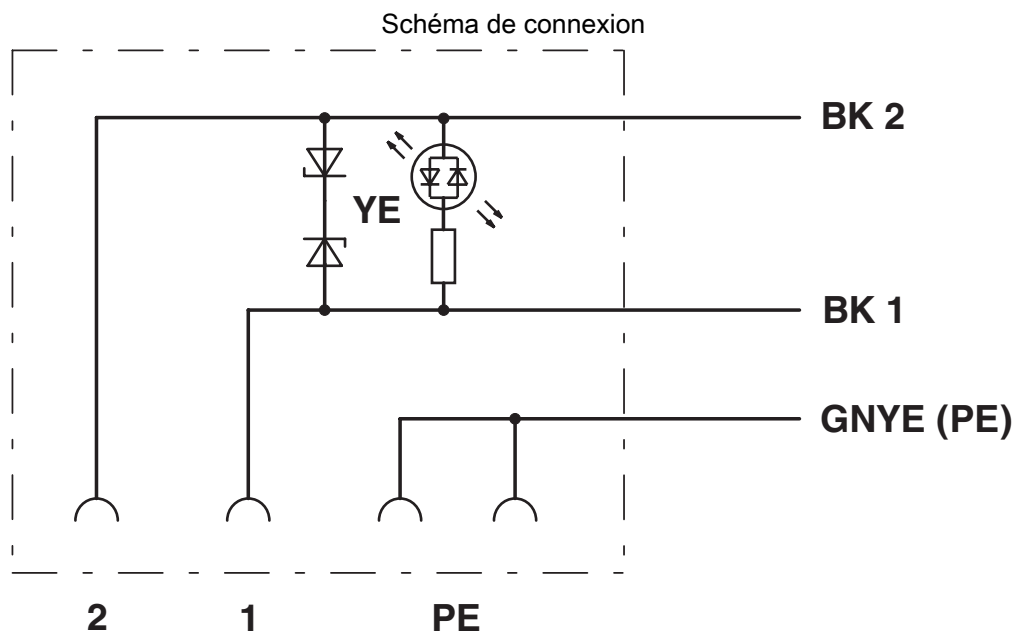 Schéma de connexion
BK 2
YE
BK 1
GNYE (PE)
2 1 PE